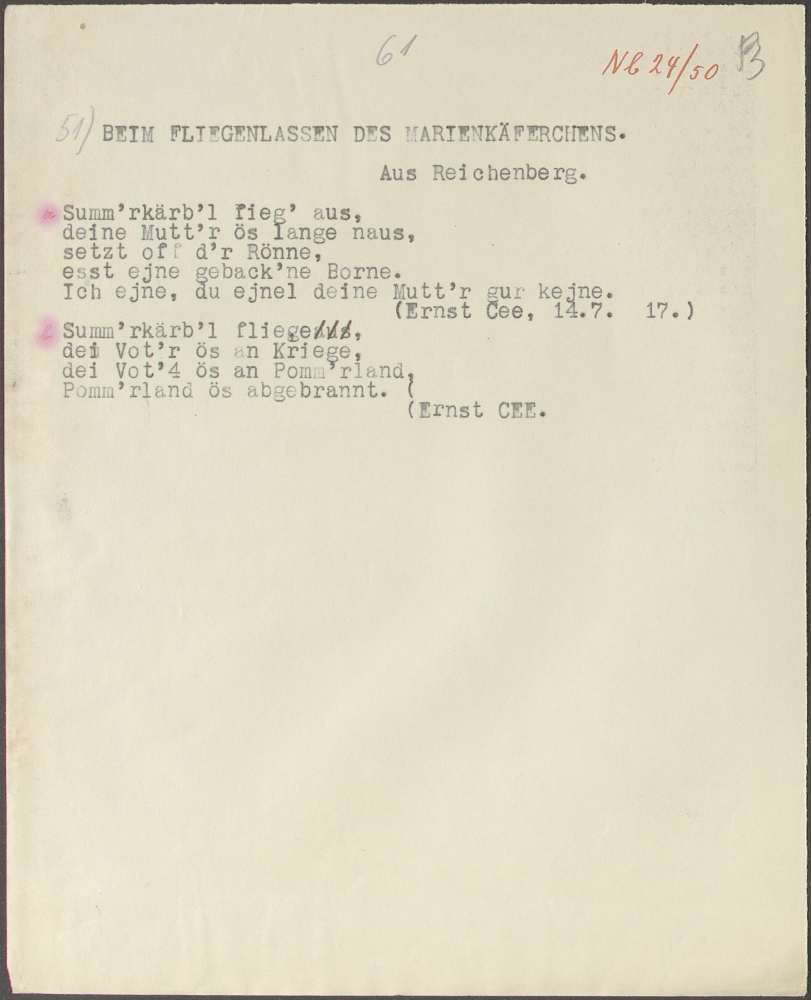 61
NB 24/50 B
51) BEIM FLIEGENLASSEN DES MARIENKÄFERCHENS.
Aus Reichenberg.
a Summ'rkärb'l fieg' aus,
deine Mutt'r ös lange naus,
setzt off d'r Rönne,
esst ejne geback'ne Borne.
Ich ejne, du ejnel deine Mutt'r gur kejne.
(Ernst Cee, 14.7. 17.)
b Summ'rkärb'l fliege,
dei Vot'r ös an Kriege,
dei Vot'4 ös an Pomm'rland,
Pomm'rland ös abgebrannt. (
(Ernst CEE.